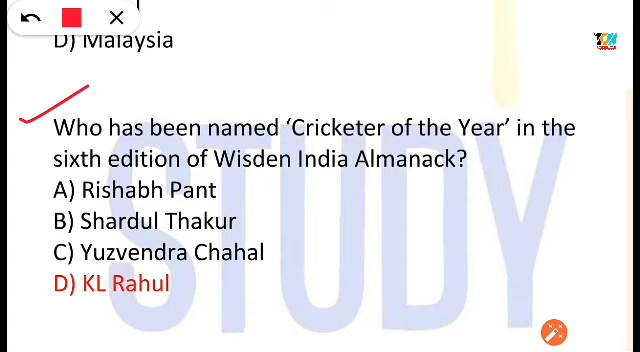 D) Malaysia
Who has been named ‘Cricketer of the Year’ in the
sixth edition of Wisden India Almanack?
A) Rishabh Pant
B) Shardul Thakur
C) Yuzvendra Chahal
D) KL Rahul
STUDY